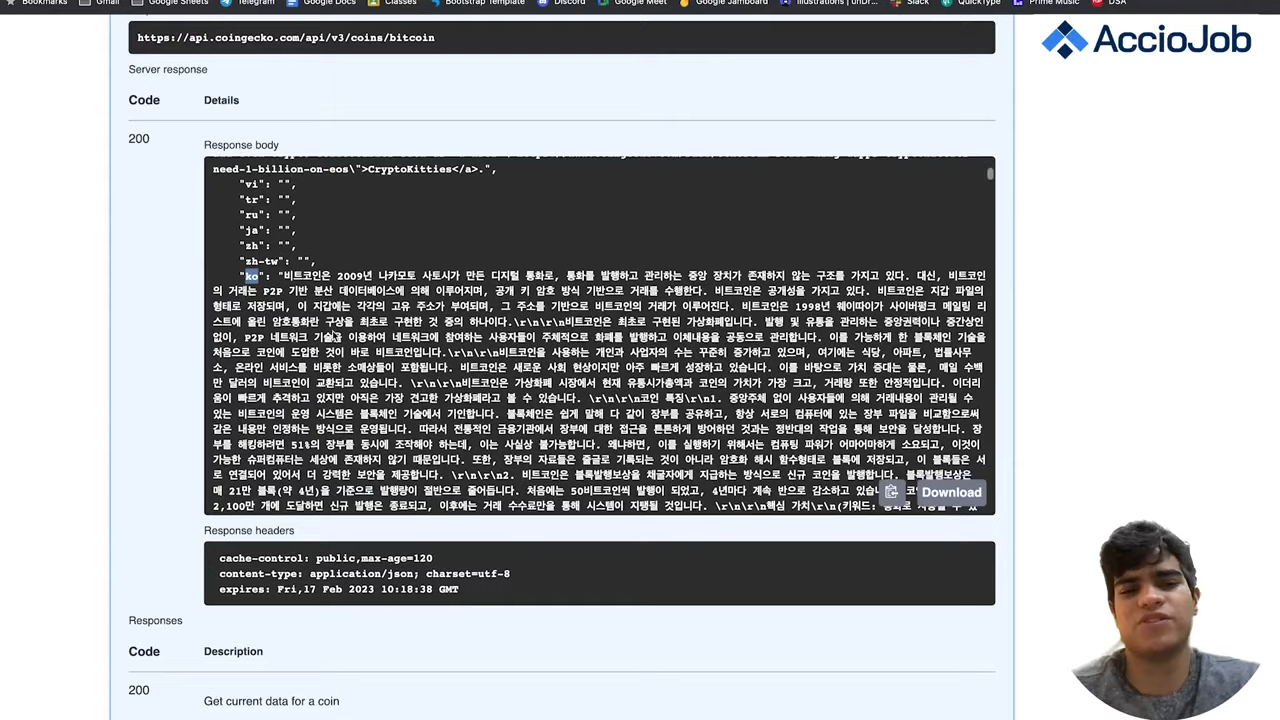 Bookmarks Gmail Google Sheets Telegram Google Docs Classes Bootstrap Template Discord Google Meet Google Jamboard Illustrations | unDr... Slack QuickType Prime Music DSA
https://api.coingecko.com/api/v3/coins/bitcoin
AccioJob
Server response
Code Details
200
Response body
need-1-billion-on-eos\">CryptoKitties</a>.",
"vi": "",
"tr": "",
"ru": "",
"ja": "",
"zh": "",
"zh-tw": "",
"ko": "비트코인은 2009년 나카모토 사토시가 만든 디지털 통화로, 통화를 발행하고 관리하는 중앙 장치가 존재하지 않는 구조를 가지고 있다. 대신, 비트코인
의 거래는 P2P 기반 분산 데이터베이스에 의해 이루어지며, 공개 키 암호 방식 기반으로 거래를 수행한다. 비트코인은 공개성을 가지고 있다. 비트코인은 지갑 파일의
형태로 저장되며, 이 지갑에는 각각의 고유 주소가 부여되며, 그 주소를 기반으로 비트코인의 거래가 이루어진다. 비트코인은 1998년 웨이따이가 사이버펑크 메일링 리
스트에 올린 암호통화란 구상을 최초로 구현한 것 중의 하나이다.\r\n\r\n비트코인은 최초로 구현된 가상화폐입니다. 발행 및 유통을 관리하는 중앙권력이나 중간상인
없이, P2P 네트워크 기술을 이용하여 네트워크에 참여하는 사용자들이 주체적으로 화폐를 발행하고 이체내용을 공동으로 관리합니다. 이를 가능하게 한 블록체인 기술을
처음으로 코인에 도입한 것이 바로 비트코인입니다.\r\n\r\n비트코인을 사용하는 개인과 사업자의 수는 꾸준히 증가하고 있으며, 여기에는 식당, 아파트, 법률사무
소, 온라인 서비스를 비롯한 소매상들이 포함됩니다. 비트코인은 새로운 사회 현상이지만 아주 빠르게 성장하고 있습니다. 이를 바탕으로 가치 증대는 물론, 매일 수백
만 달러의 비트코인이 교환되고 있습니다. \r\n\r\n비트코인은 가상화폐 시장에서 현재 유통시가총액과 코인의 가치가 가장 크고, 거래량 또한 안정적입니다. 이더리
움이 빠르게 추격하고 있지만 아직은 가장 견고한 가상화폐라고 볼 수 있습니다. \r\n\r\n코인 특징\r\n1. 중앙주체 없이 사용자들에 의해 거래내용이 관리될 수
있는 비트코인의 운영 시스템은 블록체인 기술에서 기인합니다. 블록체인은 쉽게 말해 다 같이 장부를 공유하고, 항상 서로의 컴퓨터에 있는 장부 파일을 비교함으로써
같은 내용만 인정하는 방식으로 운영됩니다. 따라서 전통적인 금융기관에서 장부에 대한 접근을 튼튼하게 방어하던 것과는 정반대의 작업을 통해 보안을 달성합니다. 장
부를 해킹하려면 51%의 장부를 동시에 조작해야 하는데, 이는 사실상 불가능합니다. 왜냐하면, 이를 실행하기 위해서는 컴퓨팅 파워가 어마어마하게 소요되고, 이것이
가능한 슈퍼컴퓨터는 세상에 존재하지 않기 때문입니다. 또한, 장부의 자료들은 줄글로 기록되는 것이 아니라 암호화 해시 함수형태로 블록에 저장되고, 이 블록들은 서
로 연결되어 있어서 더 강력한 보안을 제공합니다. \r\n\r\n2. 비트코인은 블록발행보상을 채굴자에게 지급하는 방식으로 신규 코인을 발행합니다. 블록발행보상은
매 21만 블록(약 4년)을 기준으로 발행량이 절반으로 줄어듭니다. 처음에는 50비트코인씩 발행이 되었고, 4년마다 계속 반으로 감소하고 있습
2,100만 개에 도달하면 신규 발행은 종료되고, 이후에는 거래 수수료만을 통해 시스템이 지탱될 것입니다. \r\n\r\n핵심 가치\r\n(키워드:
Download
Response headers
cache-control: public,max-age=120
content-type: application/json; charset=utf-8
expires: Fri,17 Feb 2023 10:18:38 GMT
Responses
Code Description
200
Get current data for a coin